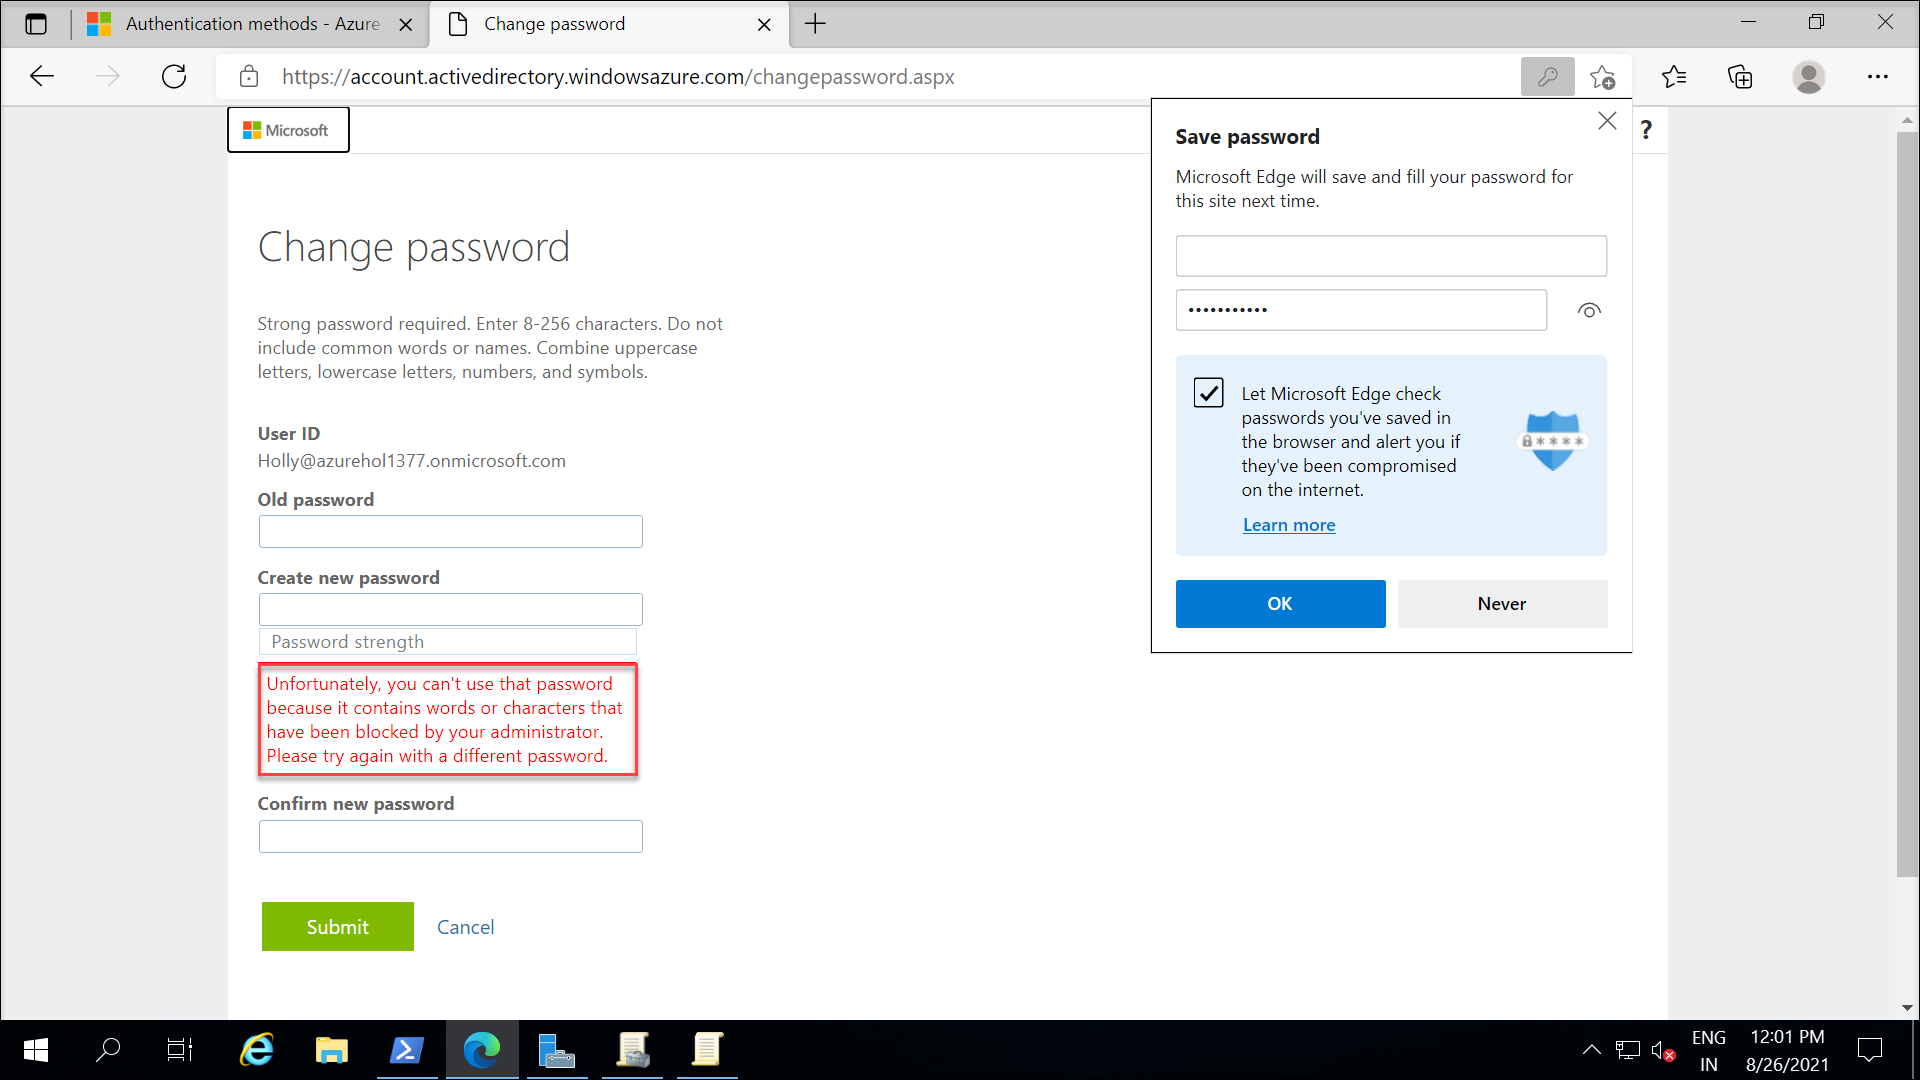 Authentication methods - Azure
Change password
https://account.activedirectory.windowsazure.com/changepassword.aspx
Microsoft
?
Change password
Strong password required. Enter 8-256 characters. Do not
include common words or names. Combine uppercase
letters, lowercase letters, numbers, and symbols.
User ID
Holly@azurehol1377.onmicrosoft.com
Old password
Create new password
Password strength
Unfortunately, you can't use that password
because it contains words or characters that
have been blocked by your administrator.
Please try again with a different password.
Confirm new password
Submit
Cancel
Save password
Microsoft Edge will save and fill your password for
this site next time.
•••••••••••
Let Microsoft Edge check
passwords you've saved in
the browser and alert you if
they've been compromised
on the internet.
Learn more
OK
Never
ENG
IN
12:01 PM
8/26/2021